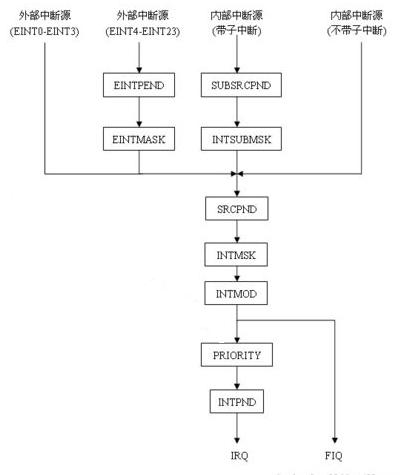 外部中断源
(EINT0-EINT3)
外部中断源
(EINT4-EINT23)
内部中断源
(带子中断)
内部中断源
(不带子中断)
EINTPEND
SUBSRCPND
EINTMASK
INTSUBMSK
SRCPND
INTMSK
INTMOD
PRIORITY
INTPND
IRQ
FIQ